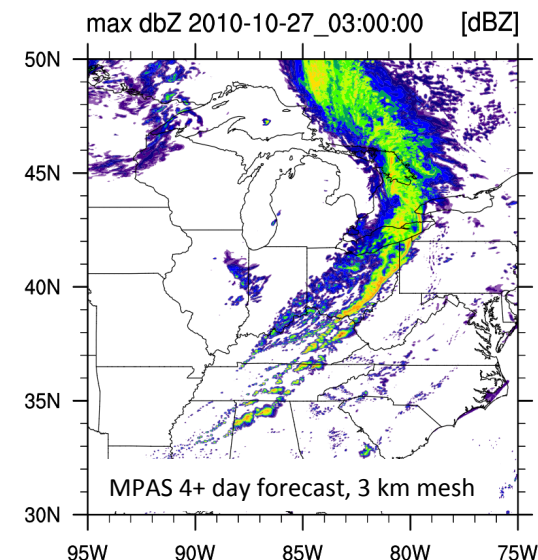 max dbZ 2010-10-27_03:00:00 [dBZ]
50N
45N
40N
35N
MPAS 4+ day forecast, 3 km mesh
30N
95W 90W 85W 80W 75W